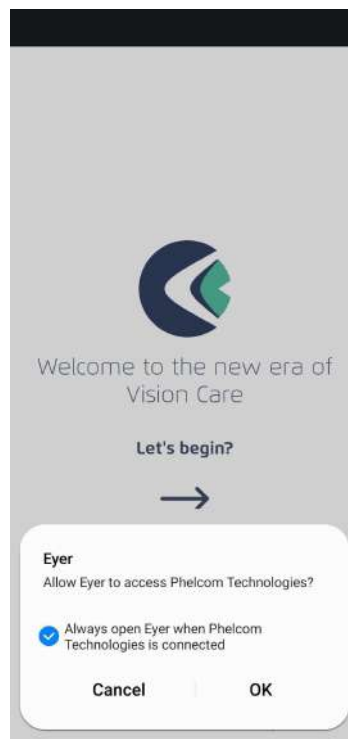 Welcome to the new era of
Vision Care
Let's begin?
Eyer
Allow Eyer to access Phelcom Technologies?
Always open Eyer when Phelcom
Technologies is connected
Cancel OK